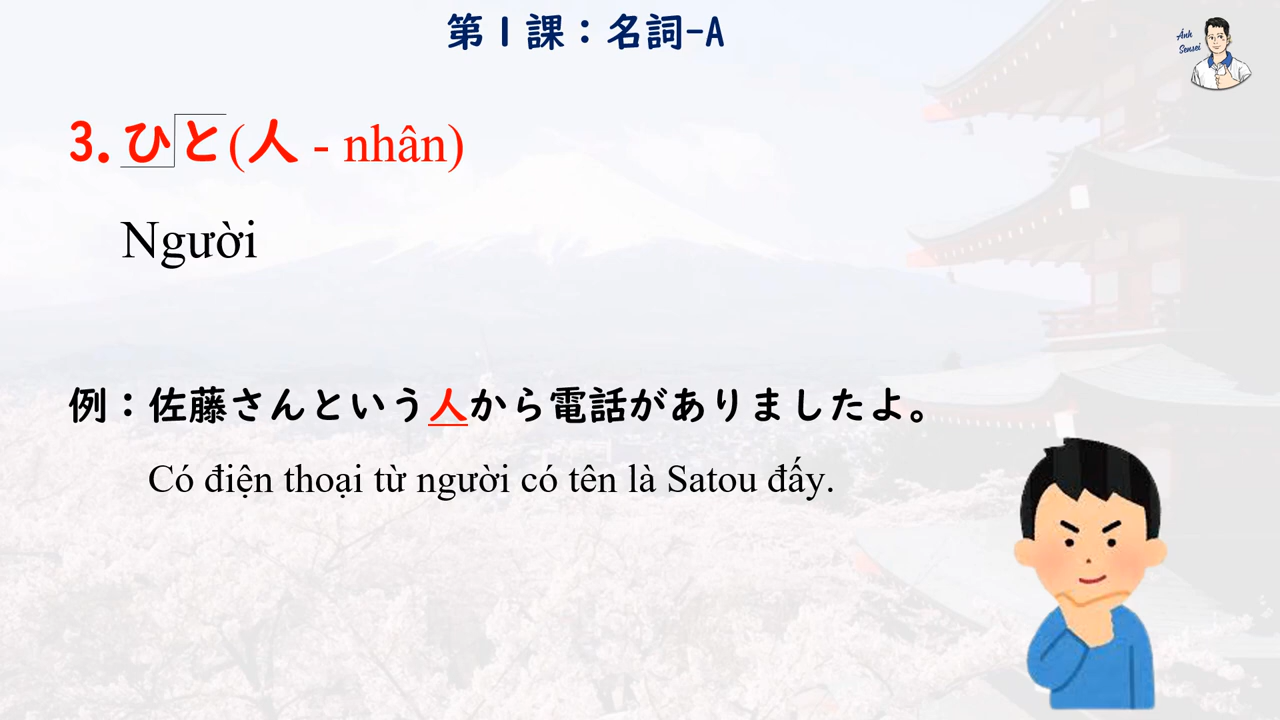 第1課：名詞-A
Anh
Sensei
3. ひと(人 - nhân)
Người
例：佐藤さんという人から電話がありましたよ。
Có điện thoại từ người có tên là Satou đấy.